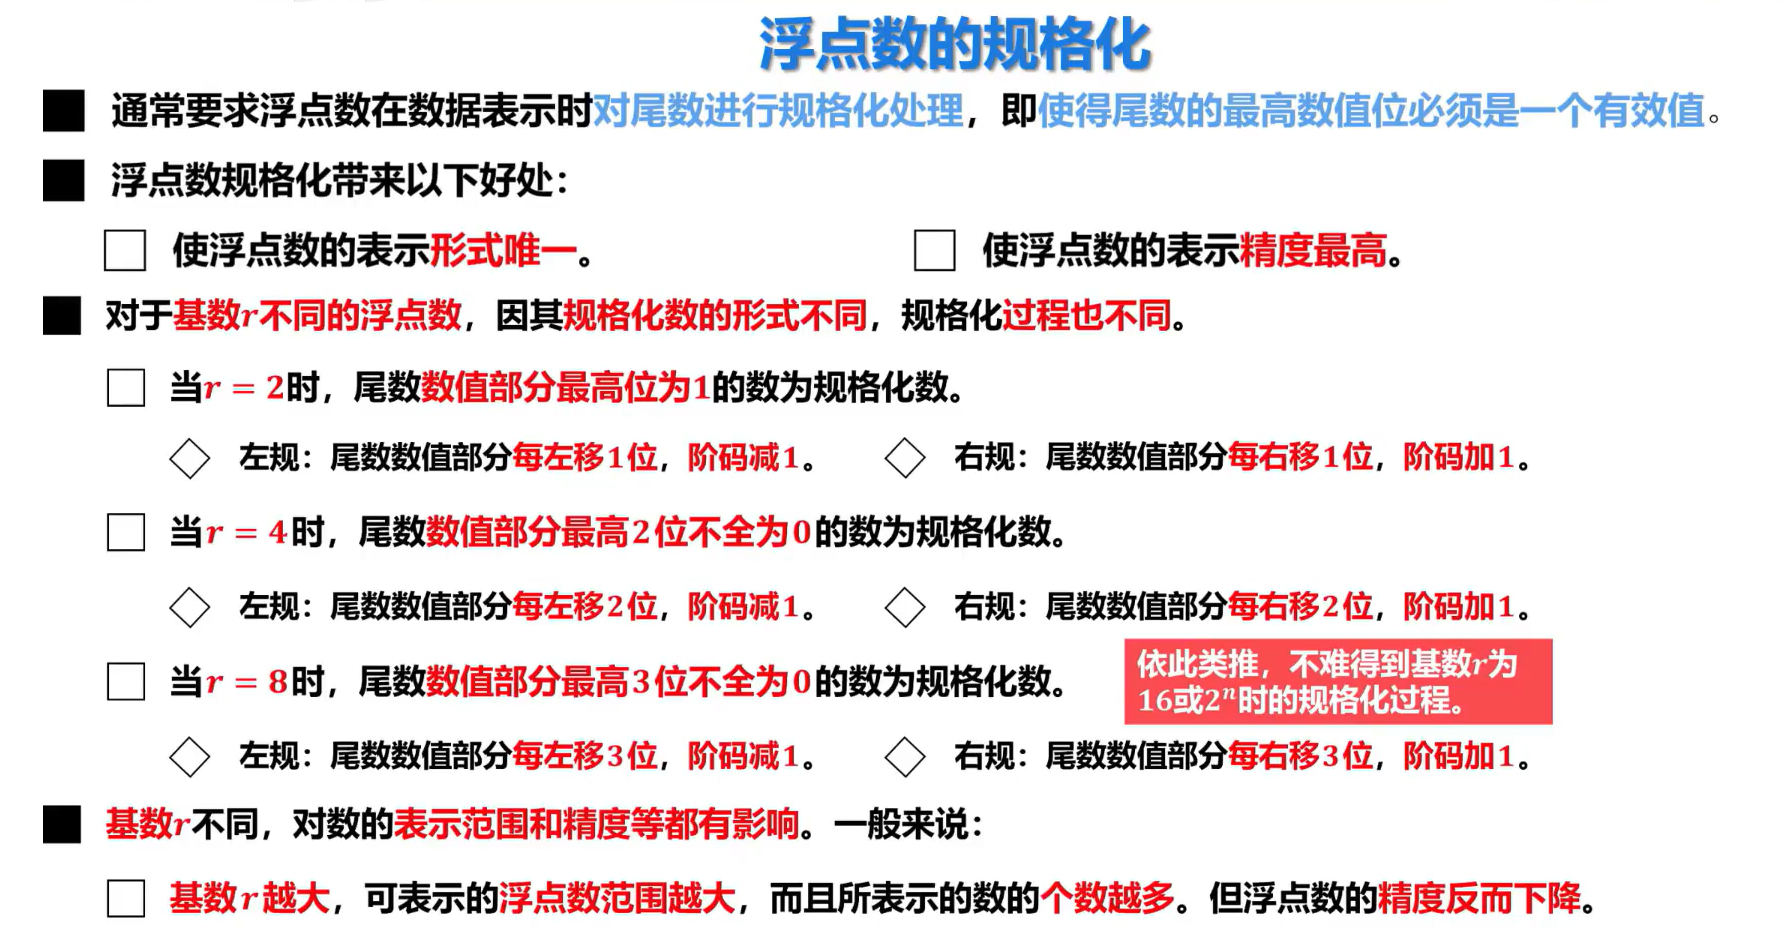 浮点数的规格化
通常要求浮点数在数据表示时对尾数进行规格化处理，即使得尾数的最高数值位必须是一个有效值。
浮点数规格化带来以下好处：
使浮点数的表示形式唯一。
使浮点数的表示精度最高。
对于基数r不同的浮点数，因其规格化数的形式不同，规格化过程也不同。
当r = 2时，尾数数值部分最高位为1的数为规格化数。
左规：尾数数值部分每左移1位，阶码减1。
右规：尾数数值部分每右移1位，阶码加1。
当r = 4时，尾数数值部分最高2位不全为0的数为规格化数。
左规：尾数数值部分每左移2位，阶码减1。
右规：尾数数值部分每右移2位，阶码加1。
当r = 8时，尾数数值部分最高3位不全为0的数为规格化数。
依此类推，不难得到基数r为
16或2ⁿ时的规格化过程。
左规：尾数数值部分每左移3位，阶码减1。
右规：尾数数值部分每右移3位，阶码加1。
基数r不同，对数的表示范围和精度等都有影响。一般来说：
基数r越大，可表示的浮点数范围越大，而且所表示的数的个数越多。但浮点数的精度反而下降。